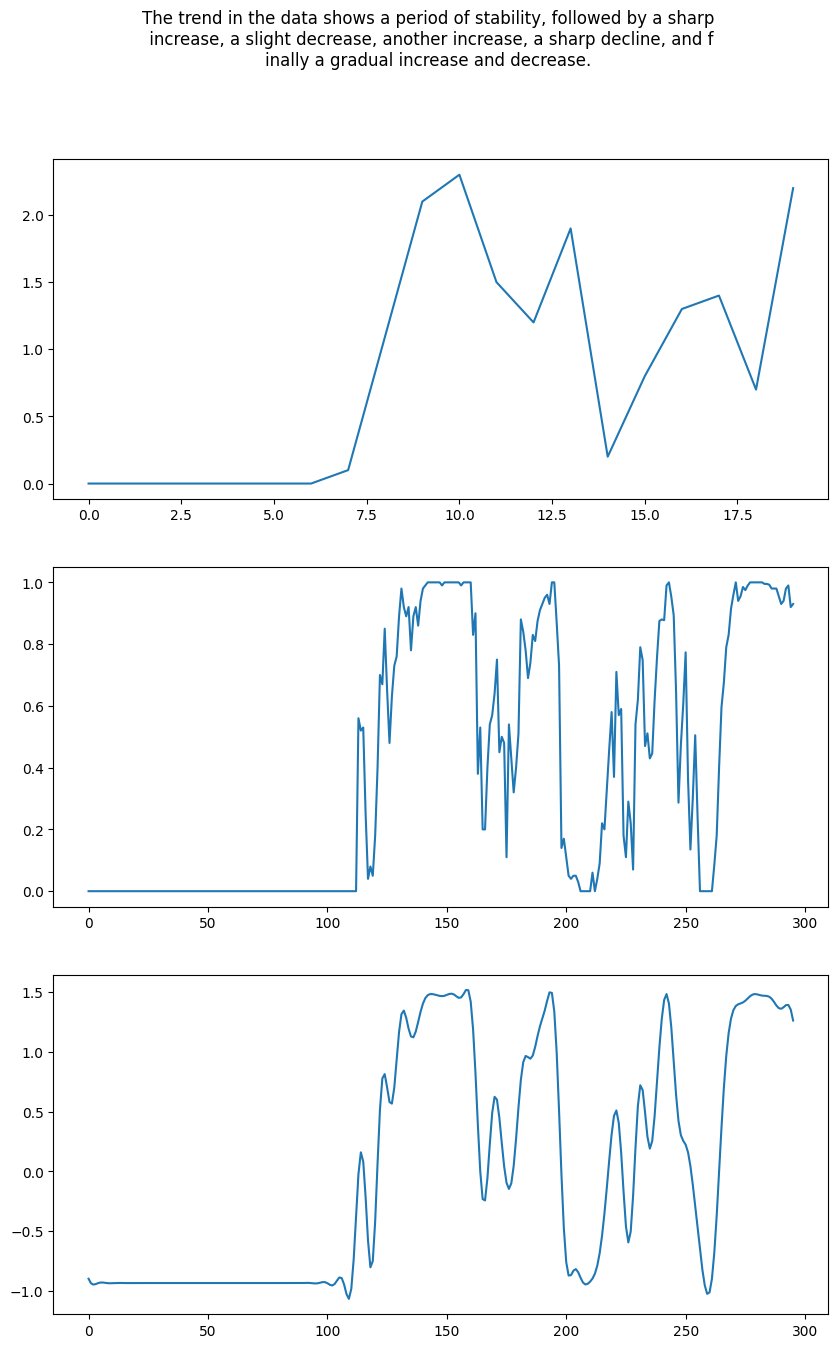 The trend in the data shows a period of stability, followed by a sharp
increase, a slight decrease, another increase, a sharp decline, and f
inally a gradual increase and decrease.
2.0
1.5
1.0
0.5
0.0
0.0 2.5 5.0 7.5 10.0 12.5 15.0 17.5
1.0
0.8
0.6
0.4
0.2
0.0
0 50 100 150 200 250 300
1.5
1.0
0.5
0.0
−0.5
−1.0
0 50 100 150 200 250 300